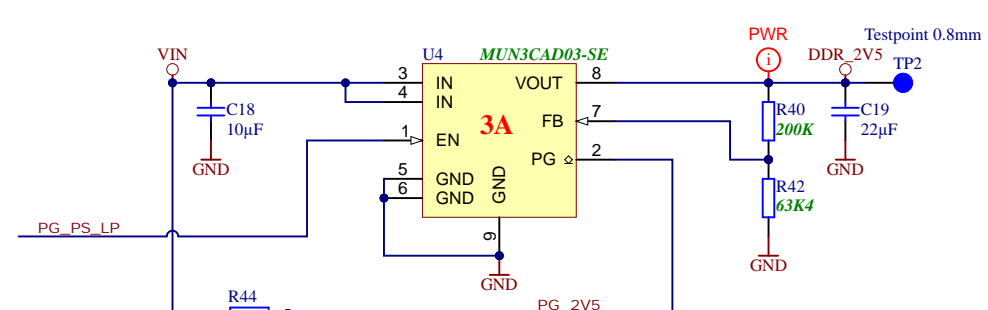 PWR
Testpoint 0.8mm
VIN
U4
MUN3CAD03-SE
DDR_2V5
TP2
3
IN
VOUT
8
i
4
IN
C18
10µF
3A
FB
7
R40
200K
C19
22µF
1
EN
PG
2
GND
GND
5
GND
6
GND
GND
R42
63K4
PG_PS_LP
9
GND
GND
R44
PG_2V5